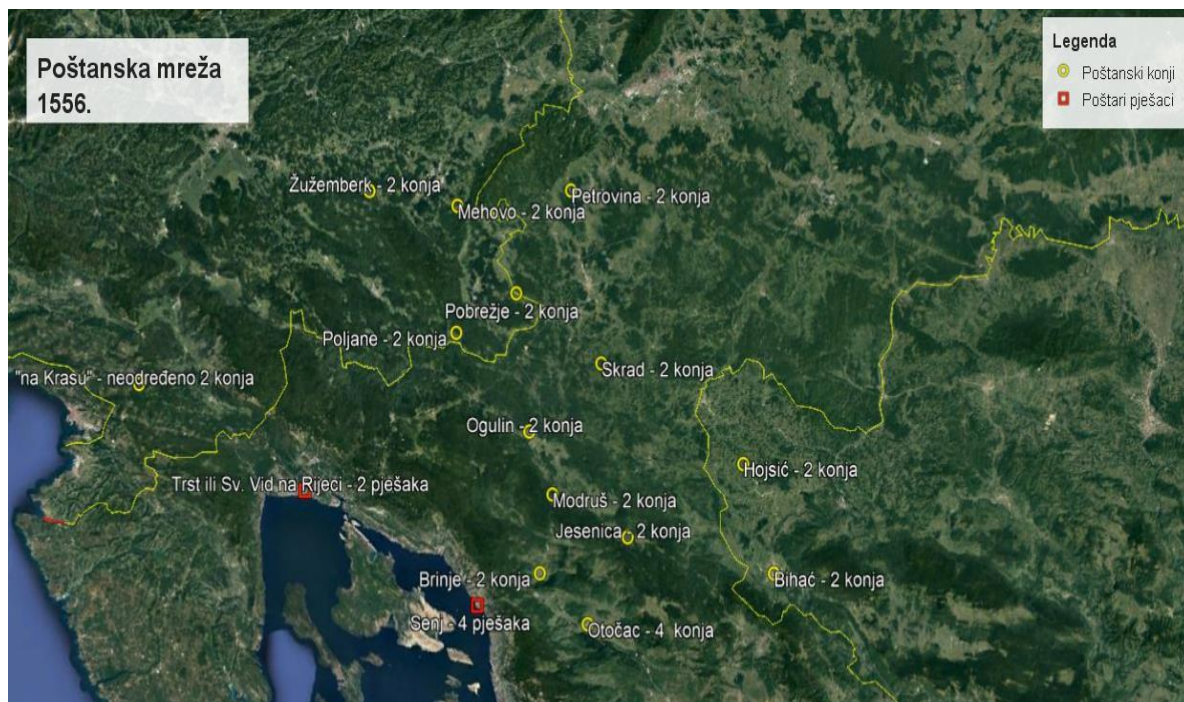 Poštanska mreža
1556.
Legenda
Poštanski konji
Poštari pješaci
Žužemberk - 2 konja
Mehovo - 2 konja
Petrovina - 2 konja
Pobrežje - 2 konja
Poljane - 2 konja
Skrad - 2 konja
"na Krasu" - neodređeno 2 konja
Ogulin - 2 konja
Hojsić - 2 konja
Trst ili Sv. Vid na Rijeci - 2 pješaka
Modruš - 2 konja
Jesenica - 2 konja
Brinje - 2 konja
Bihać - 2 konja
Senj - 4 pješaka
Otočac - 4 konja